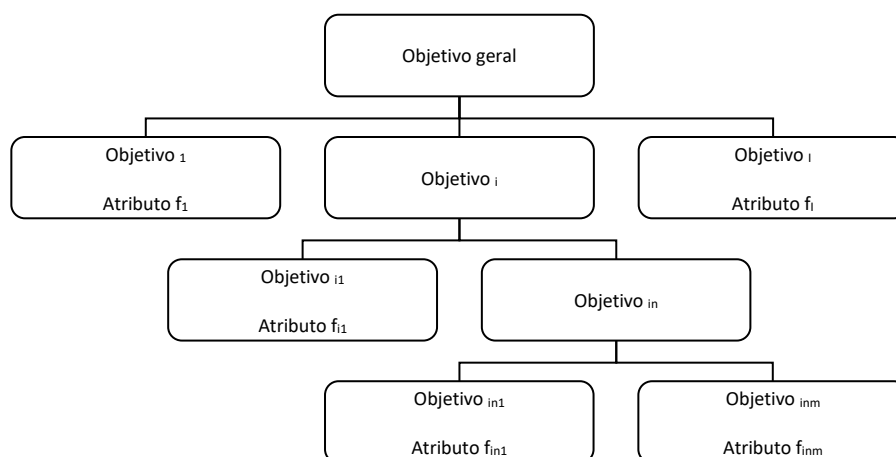 Objetivo geral
Objetivo 1
Atributo f1
Objetivo i
Objetivo I
Atributo fI
Objetivo i1
Atributo fi1
Objetivo in
Objetivo in1
Atributo fin1
Objetivo inm
Atributo finm